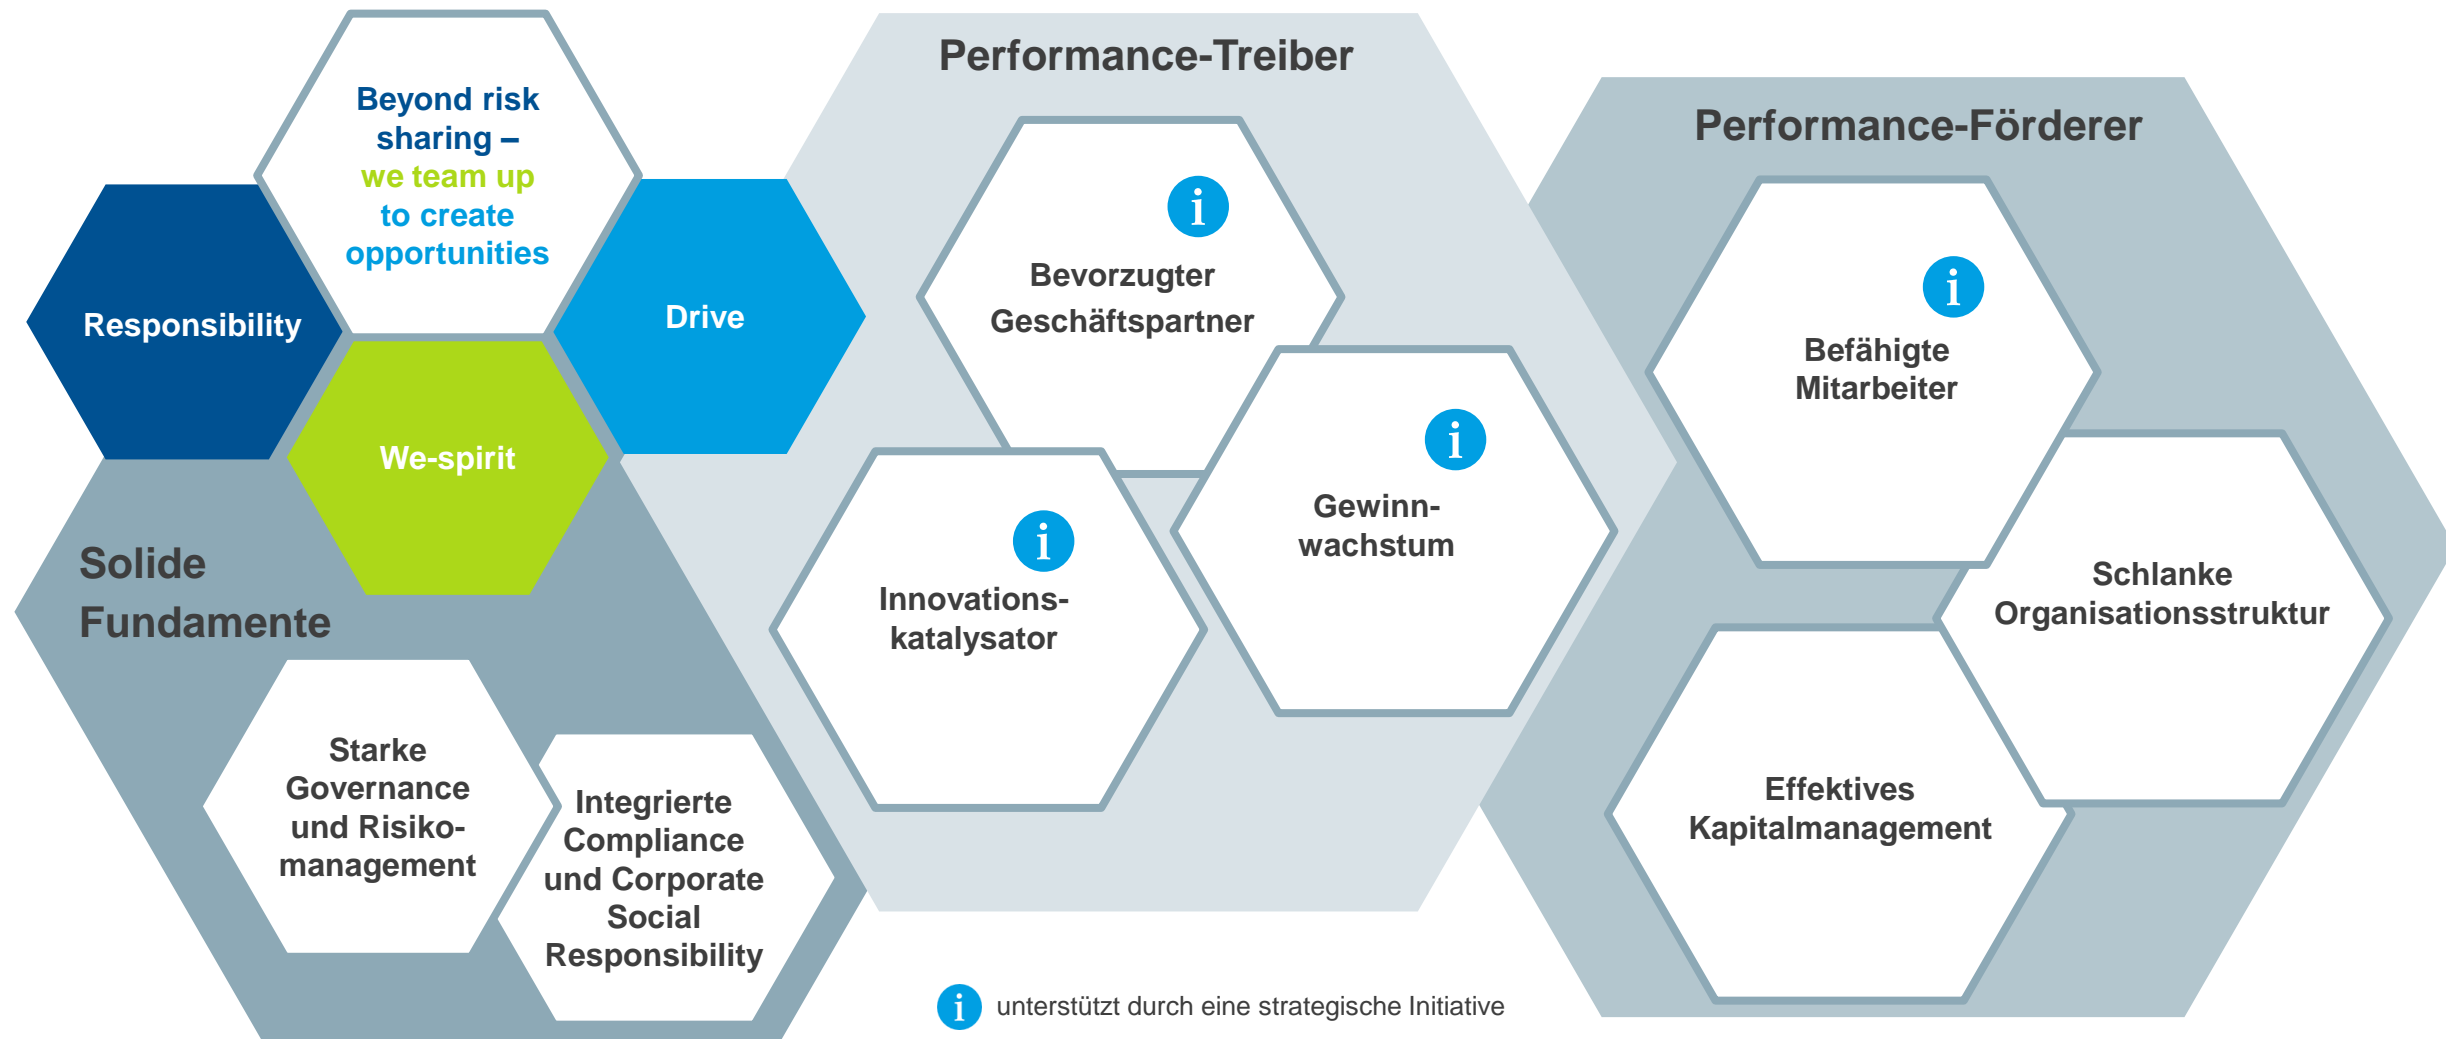 Beyond risk
sharing –
we team up
to create
opportunities
Responsibility
Drive
We-spirit
Solide
Fundamente
Starke
Governance
und Risiko-
management
Integrierte
Compliance
und Corporate
Social
Responsibility
Performance-Treiber
i
Bevorzugter
Geschäftspartner
i
Gewinn-
wachstum
i
Innovations-
katalysator
Performance-Förderer
i
Befähigte
Mitarbeiter
Schlanke
Organisationsstruktur
Effektives
Kapitalmanagement
i unterstützt durch eine strategische Initiative